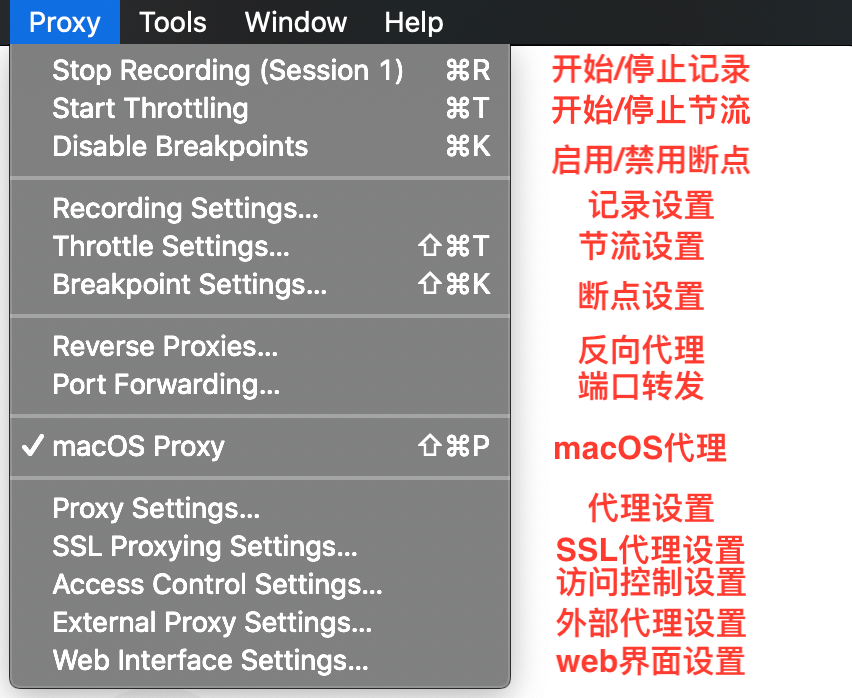 Proxy Tools Window Help
Stop Recording (Session 1) ⌘R 开始/停止记录
Start Throttling ⌘T 开始/停止节流
Disable Breakpoints ⌘K 启用/禁用断点
Recording Settings... 记录设置
Throttle Settings... ⇧⌘T 节流设置
Breakpoint Settings... ⇧⌘K 断点设置
Reverse Proxies... 反向代理
Port Forwarding... 端口转发
✓ macOS Proxy ⇧⌘P macOS代理
Proxy Settings... 代理设置
SSL Proxying Settings... SSL代理设置
Access Control Settings... 访问控制设置
External Proxy Settings... 外部代理设置
Web Interface Settings... web界面设置